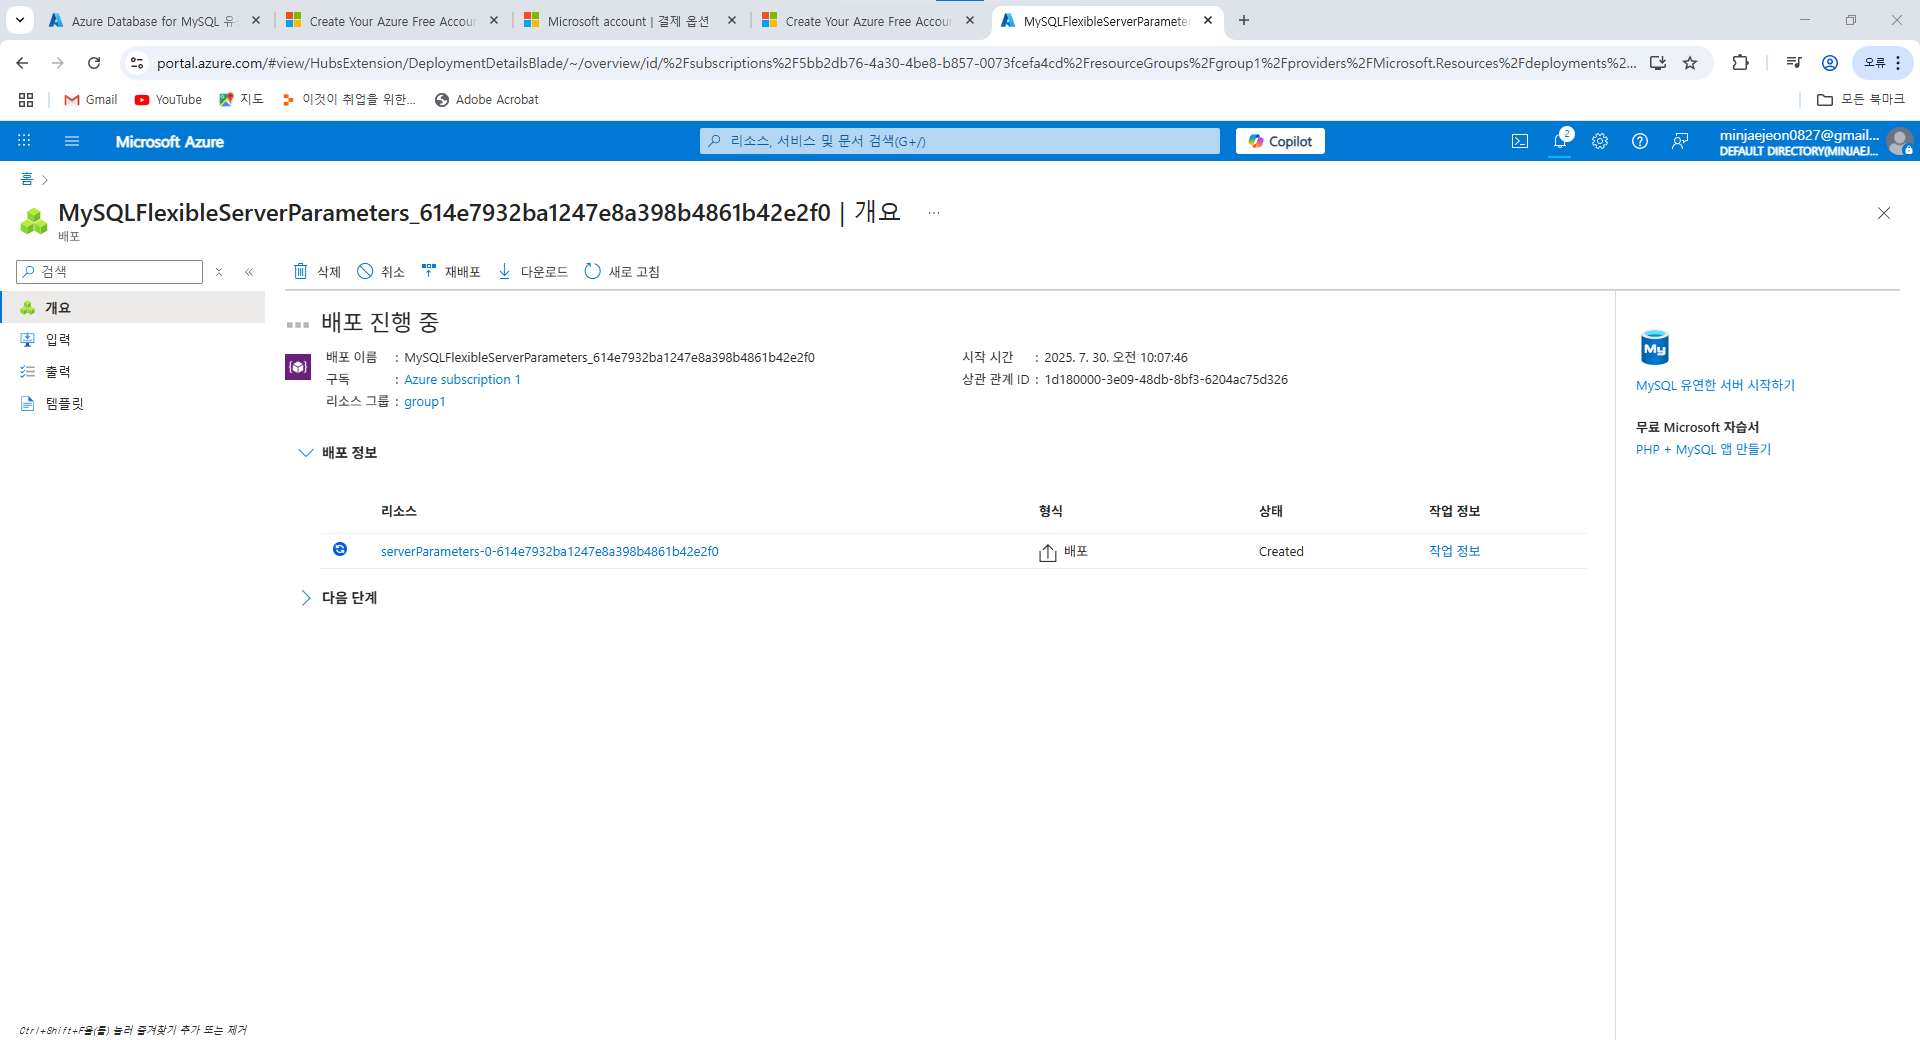 Azure Database for MySQL 유
Create Your Azure Free Accour
Microsoft account | 결제 옵션
Create Your Azure Free Accour
MySQLFlexibleServerParameter
portal.azure.com/#view/HubsExtension/DeploymentDetailsBlade/~/overview/id/%2Fsubscriptions%2F5bb2db76-4a30-4be8-b857-0073fcefa4cd%2FresourceGroups%2Fgroup1%2Fproviders%2FMicrosoft.Resources%2Fdeployments%2...
오류
Gmail
YouTube
지도
이것이 취업을 위한...
Adobe Acrobat
모든 북마크
Microsoft Azure
리소스, 서비스 및 문서 검색(G+/)
Copilot
2
minjaejeon0827@gmail...
DEFAULT DIRECTORY(MINJAEJ...
홈
MySQLFlexibleServerParameters_614e7932ba1247e8a398b4861b42e2f0 | 개요 ...
배포
검색
삭제
취소
재배포
다운로드
새로 고침
개요
입력
출력
템플릿
배포 진행 중
배포 이름 : MySQLFlexibleServerParameters_614e7932ba1247e8a398b4861b42e2f0
구독 : Azure subscription 1
리소스 그룹 : group1
시작 시간 : 2025. 7. 30. 오전 10:07:46
상관 관계 ID : 1d180000-3e09-48db-8bf3-6204ac75d326
배포 정보
리소스 형식 상태 작업 정보
serverParameters-0-614e7932ba1247e8a398b4861b42e2f0 배포 Created 작업 정보
다음 단계
My
MySQL 유연한 서버 시작하기
무료 Microsoft 자습서
PHP + MySQL 앱 만들기
Ctrl+Shift+F을(를) 눌러 즐겨찾기 추가 또는 제거